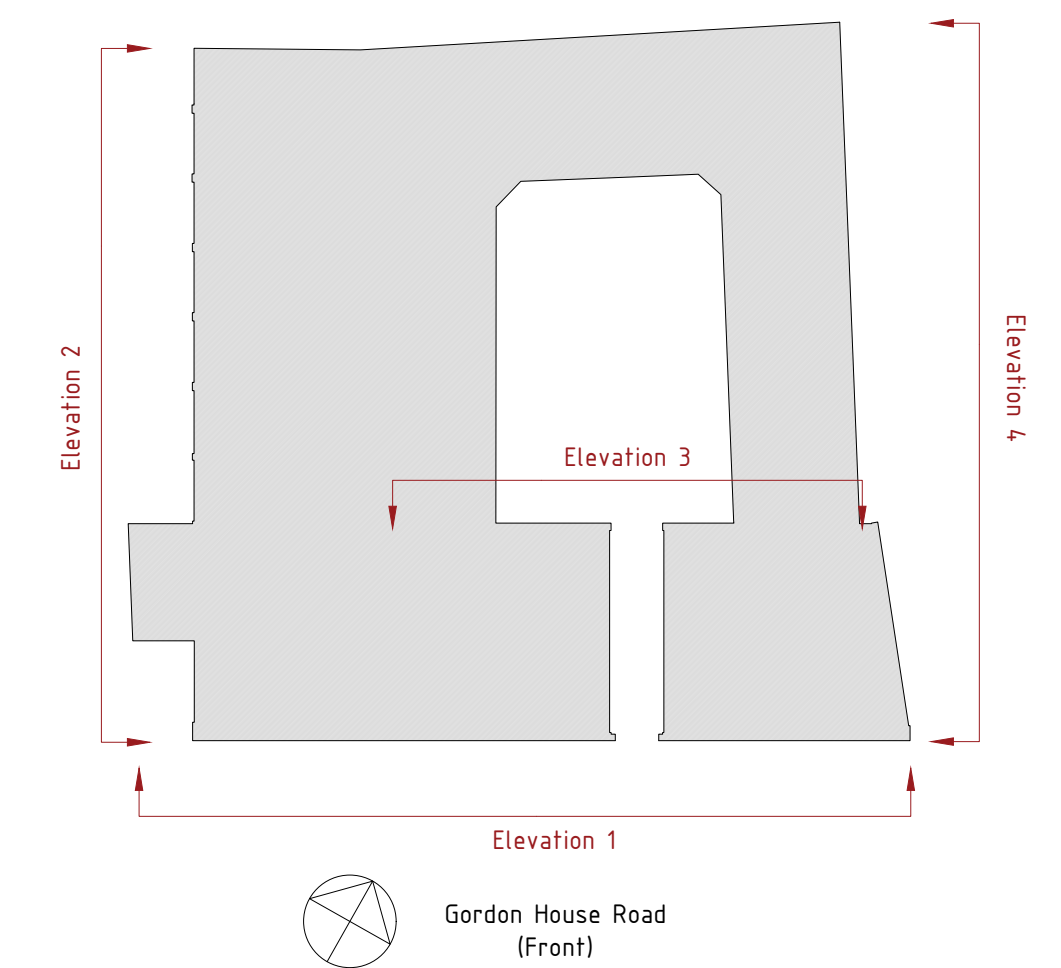 Elevation 2
Elevation 4
Elevation 3
Elevation 1
Gordon House Road
(Front)